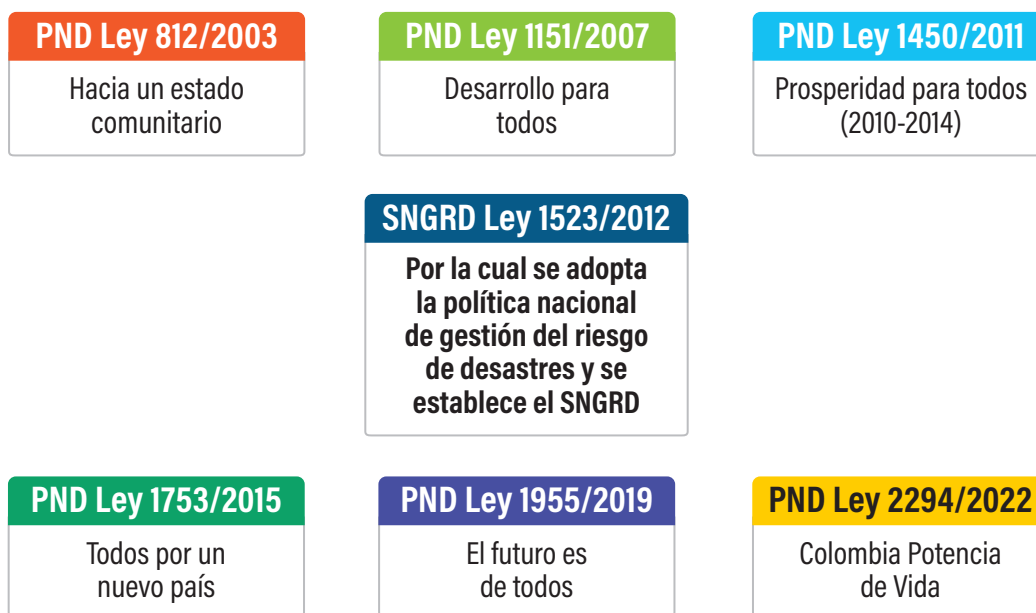 PND Ley 812/2003
Hacia un estado
comunitario
PND Ley 1151/2007
Desarrollo para
todos
PND Ley 1450/2011
Prosperidad para todos
(2010-2014)
SNGRD Ley 1523/2012
Por la cual se adopta
la política nacional
de gestión del riesgo
de desastres y se
establece el SNGRD
PND Ley 1753/2015
Todos por un
nuevo país
PND Ley 1955/2019
El futuro es
de todos
PND Ley 2294/2022
Colombia Potencia
de Vida